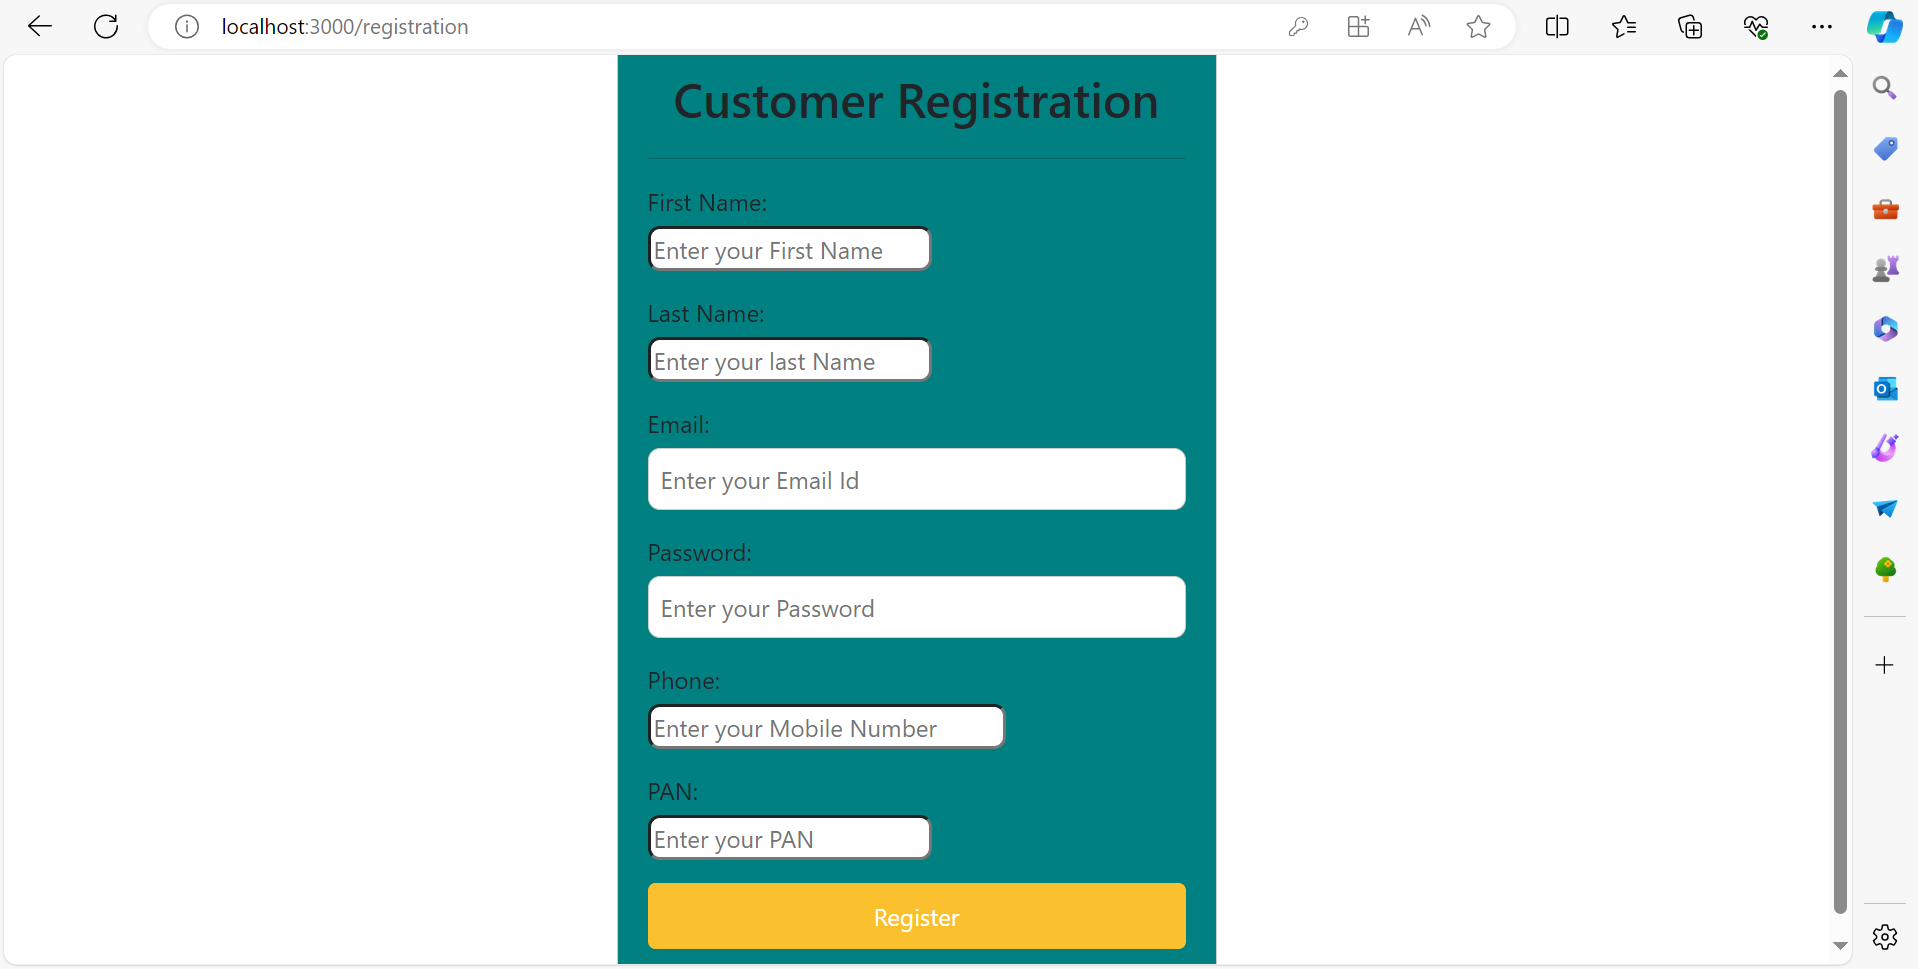 localhost:3000/registration
Customer Registration
First Name:
Enter your First Name
Last Name:
Enter your last Name
Email:
Enter your Email Id
Password:
Enter your Password
Phone:
Enter your Mobile Number
PAN:
Enter your PAN
Register